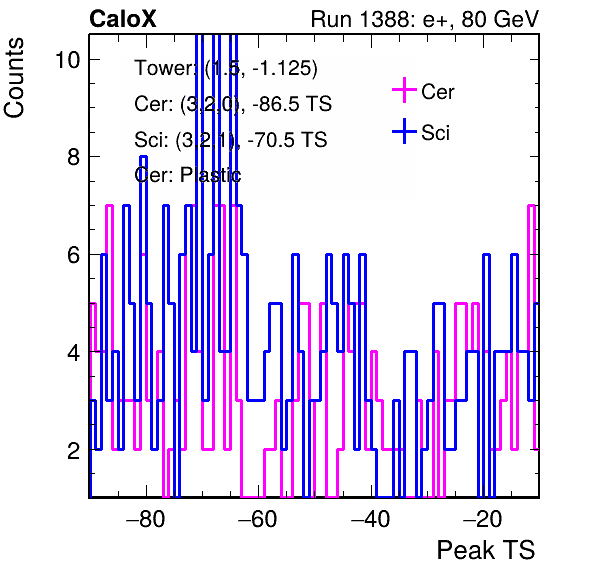 CaloX Run 1388: e+, 80 GeV
Counts
Tower: (1.5, -1.125)
Cer: (3,2,0), -86.5 TS
Sci: (3,2,1), -70.5 TS
Cer: Plastic
Cer
Sci
10
8
6
4
2
−80 −60 −40 −20
Peak TS